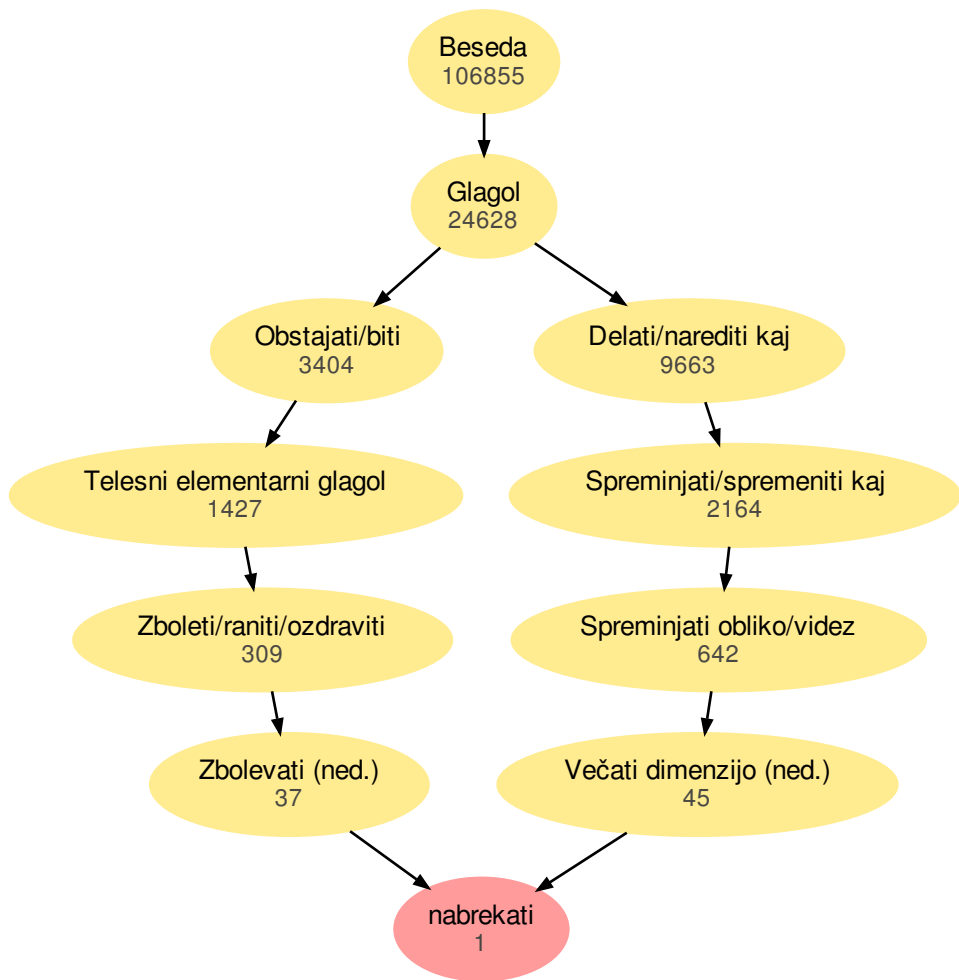 Beseda
106855
Glagol
24628
Obstajati/biti
3404
Delati/narediti kaj
9663
Telesni elementarni glagol
1427
Spreminjati/spremeniti kaj
2164
Zboleti/raniti/ozdraviti
309
Spreminjati obliko/videz
642
Zbolevati (ned.)
37
Večati dimenzijo (ned.)
45
nabrekati
1